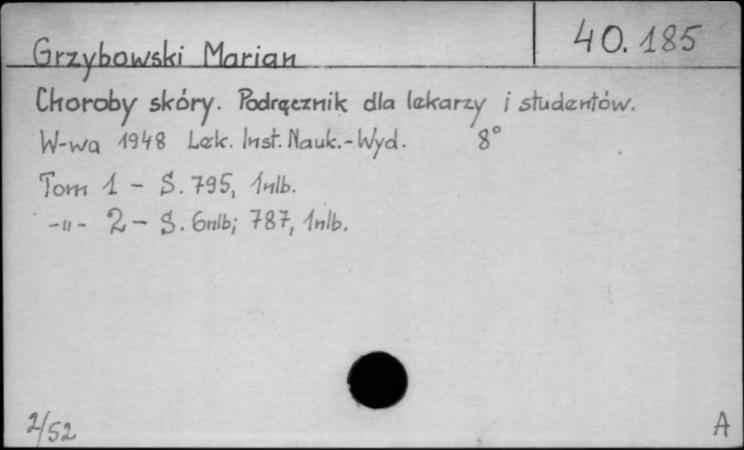 40.185
Grzybowski Marian
Choroby skóry. Podręcznik dla lekarzy i studentów.
W-wa 1948 Lek. Inst. Nauk.-Wyd. 8°
Tom 1 - S. 795, 1nlb.
-"- 2 - S. 6nlb; 787, 1nlb.
2/52
A